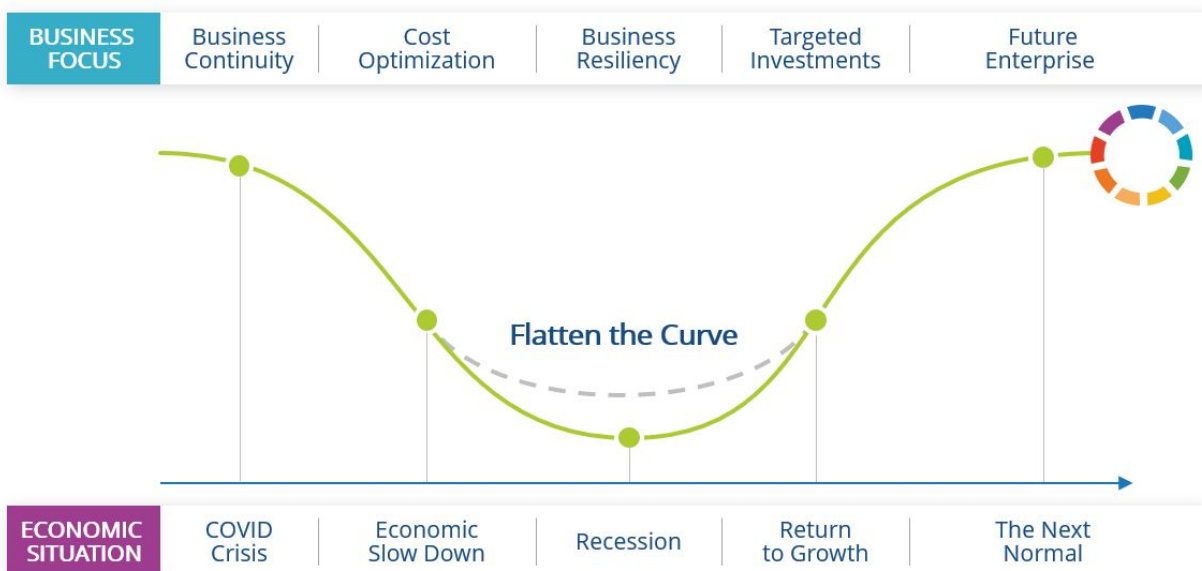 BUSINESS
FOCUS
Business
Continuity
Cost
Optimization
Business
Resiliency
Targeted
Investments
Future
Enterprise
Flatten the Curve
ECONOMIC
SITUATION
COVID
Crisis
Economic
Slow Down
Recession
Return
to Growth
The Next
Normal